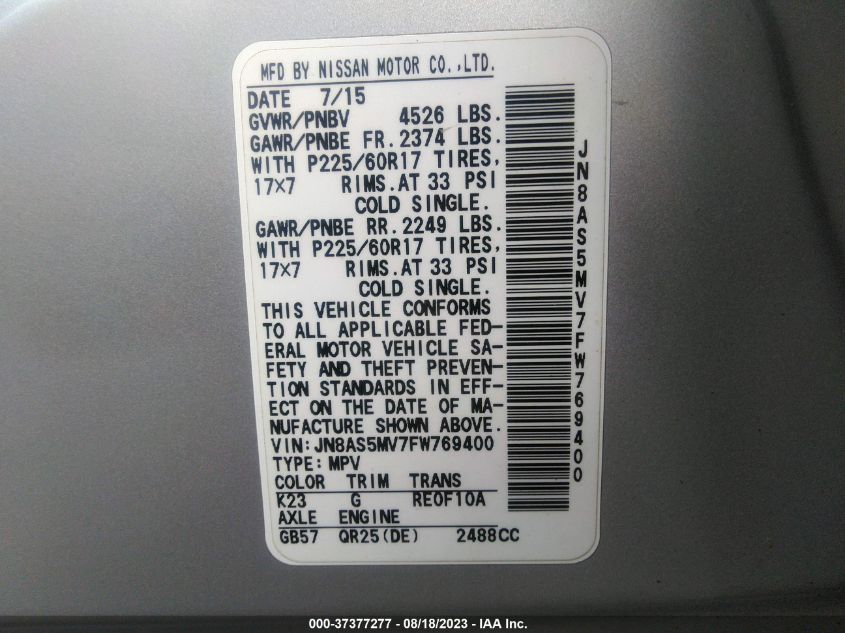 MFD BY NISSAN MOTOR CO.,LTD.
DATE 7/15
GVWR/PNBV 4526 LBS.
GAWR/PNBE FR. 2374 LBS.
WITH P225/60R17 TIRES,
17×7 RIMS. AT 33 PSI
COLD SINGLE.
GAWR/PNBE RR. 2249 LBS.
WITH P225/60R17 TIRES,
17×7 RIMS. AT 33 PSI
COLD SINGLE.
THIS VEHICLE CONFORMS
TO ALL APPLICABLE FED-
ERAL MOTOR VEHICLE SA-
FETY AND THEFT PREVEN-
TION STANDARDS IN EFF-
ECT ON THE DATE OF MA-
NUFACTURE SHOWN ABOVE.
VIN: JN8AS5MV7FW769400
TYPE: MPV
COLOR TRIM TRANS
K23 G RE0F10A
AXLE ENGINE
GB57 QR25(DE) 2488CC
JN8AS5MV7FW769400
000-37377277 - 08/18/2023 - IAA Inc.